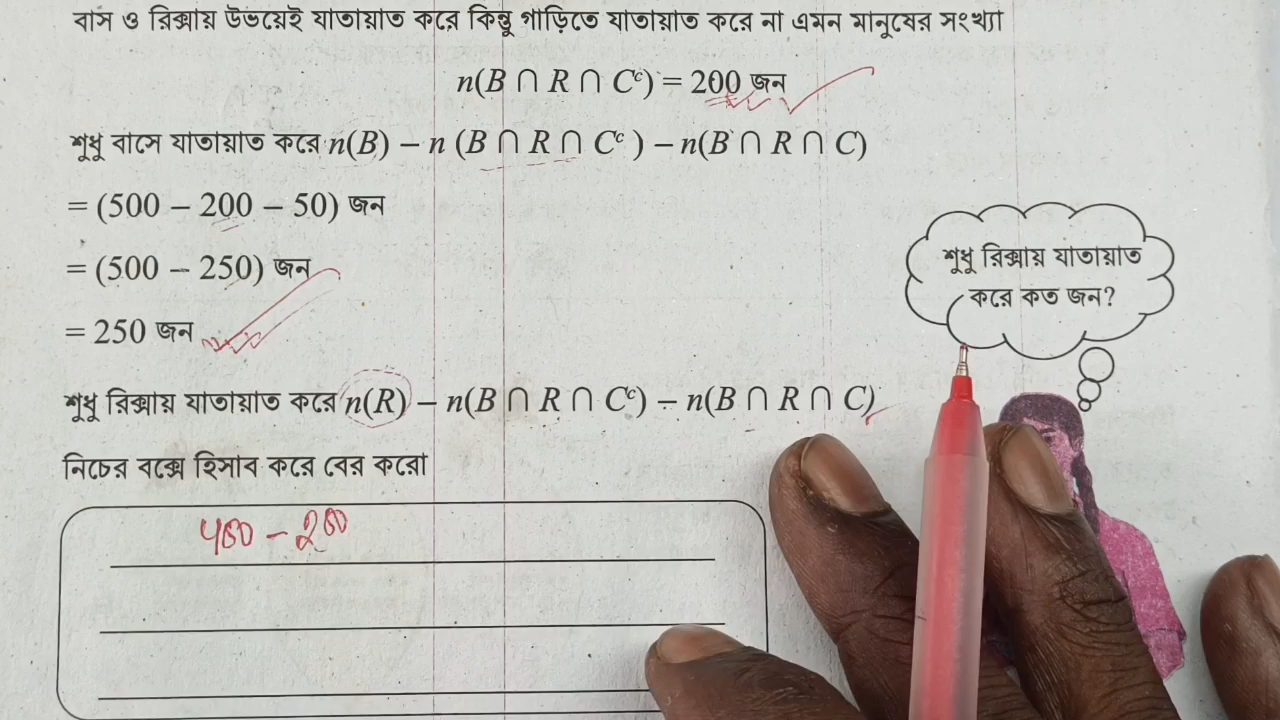 বাস ও রিক্সায় উভয়েই যাতায়াত করে কিন্তু গাড়িতে যাতায়াত করে না এমন মানুষের সংখ্যা
n(B ∩ R ∩ Cᶜ) = 200 জন
শুধু বাসে যাতায়াত করে n(B) – n (B ∩ R ∩ Cᶜ ) – n(B ∩ R ∩ C)
= (500 – 200 – 50) জন
= (500 – 250) জন
= 250 জন
শুধু রিক্সায় যাতায়াত
করে কত জন?
শুধু রিক্সায় যাতায়াত করে n(R) – n(B ∩ R ∩ Cᶜ) – n(B ∩ R ∩ C)
নিচের বক্সে হিসাব করে বের করো
400 – 200